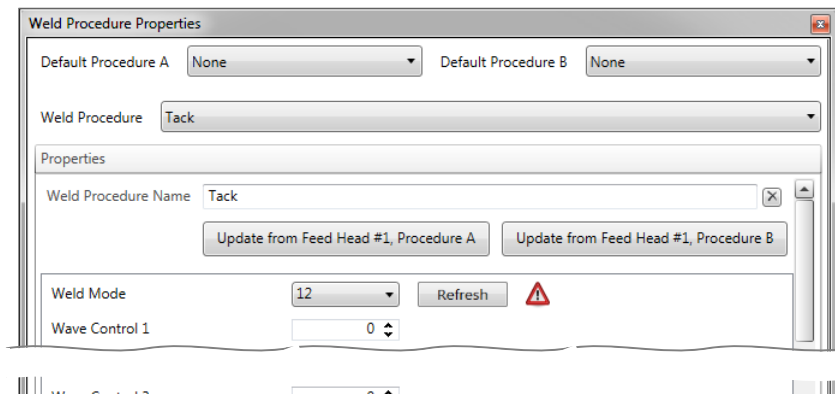 Weld Procedure Properties
Default Procedure A None Default Procedure B None
Weld Procedure Tack
Properties
Weld Procedure Name Tack
Update from Feed Head #1, Procedure A Update from Feed Head #1, Procedure B
Weld Mode 12 Refresh
Wave Control 1 0